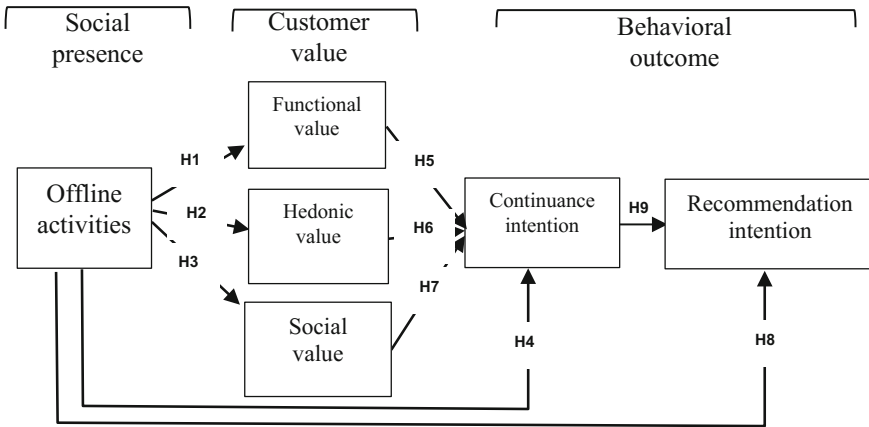 Social
presence
Customer
value
Behavioral
outcome
Functional
value
H1
H5
Offline
activities
H2
Hedonic
value
H6
Continuance
intention
H9
Recommendation
intention
H3
H7
Social
value
H4
H8